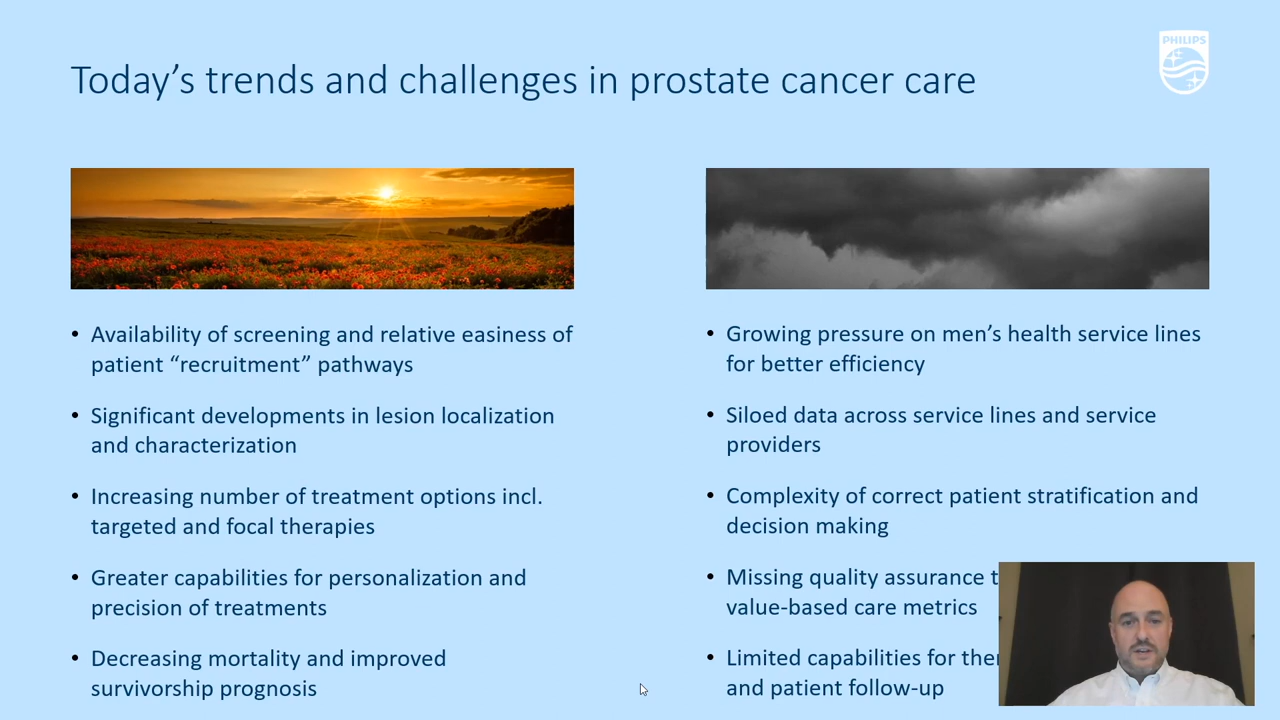 Today’s trends and challenges in prostate cancer care
PHILIPS
• Availability of screening and relative easiness of
patient “recruitment” pathways
• Significant developments in lesion localization
and characterization
• Increasing number of treatment options incl.
targeted and focal therapies
• Greater capabilities for personalization and
precision of treatments
• Decreasing mortality and improved
survivorship prognosis
• Growing pressure on men’s health service lines
for better efficiency
• Siloed data across service lines and service
providers
• Complexity of correct patient stratification and
decision making
• Missing quality assurance
value-based care metrics
• Limited capabilities for
and patient follow-up